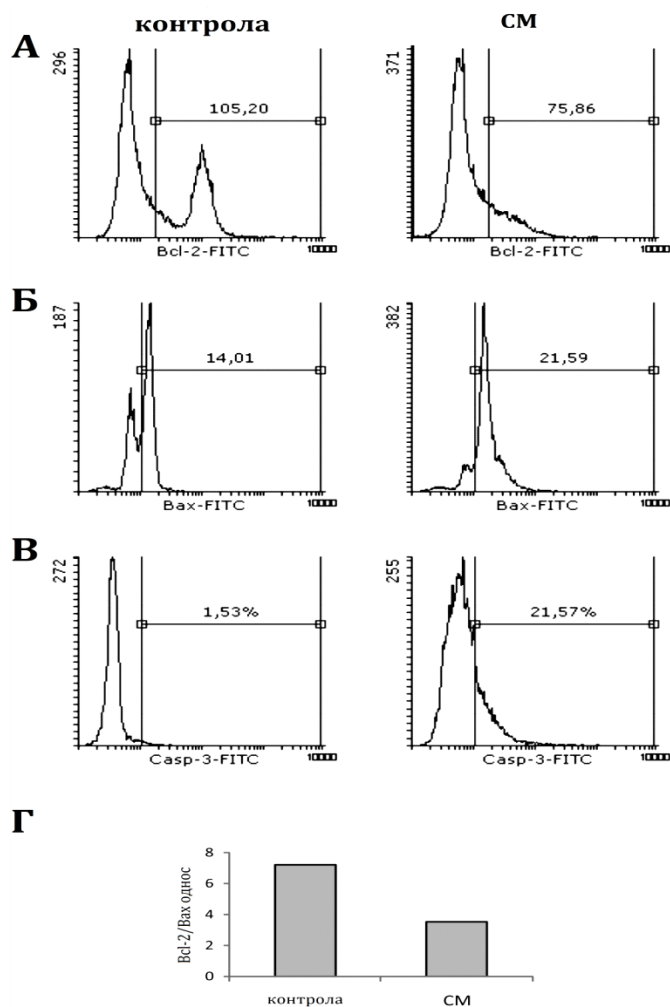 контрола СМ
А
296 105,20 10000
Bcl-2-FITC
371 75,86 10000
Bcl-2-FITC
Б
187 14,01 10000
Bax-FITC
382 21,59 10000
Bax-FITC
В
272 1,53% 10000
Casp-3-FITC
255 21,57% 10000
Casp-3-FITC
Г
Bcl-2/Bax однос
8
6
4
2
0
контрола СМ